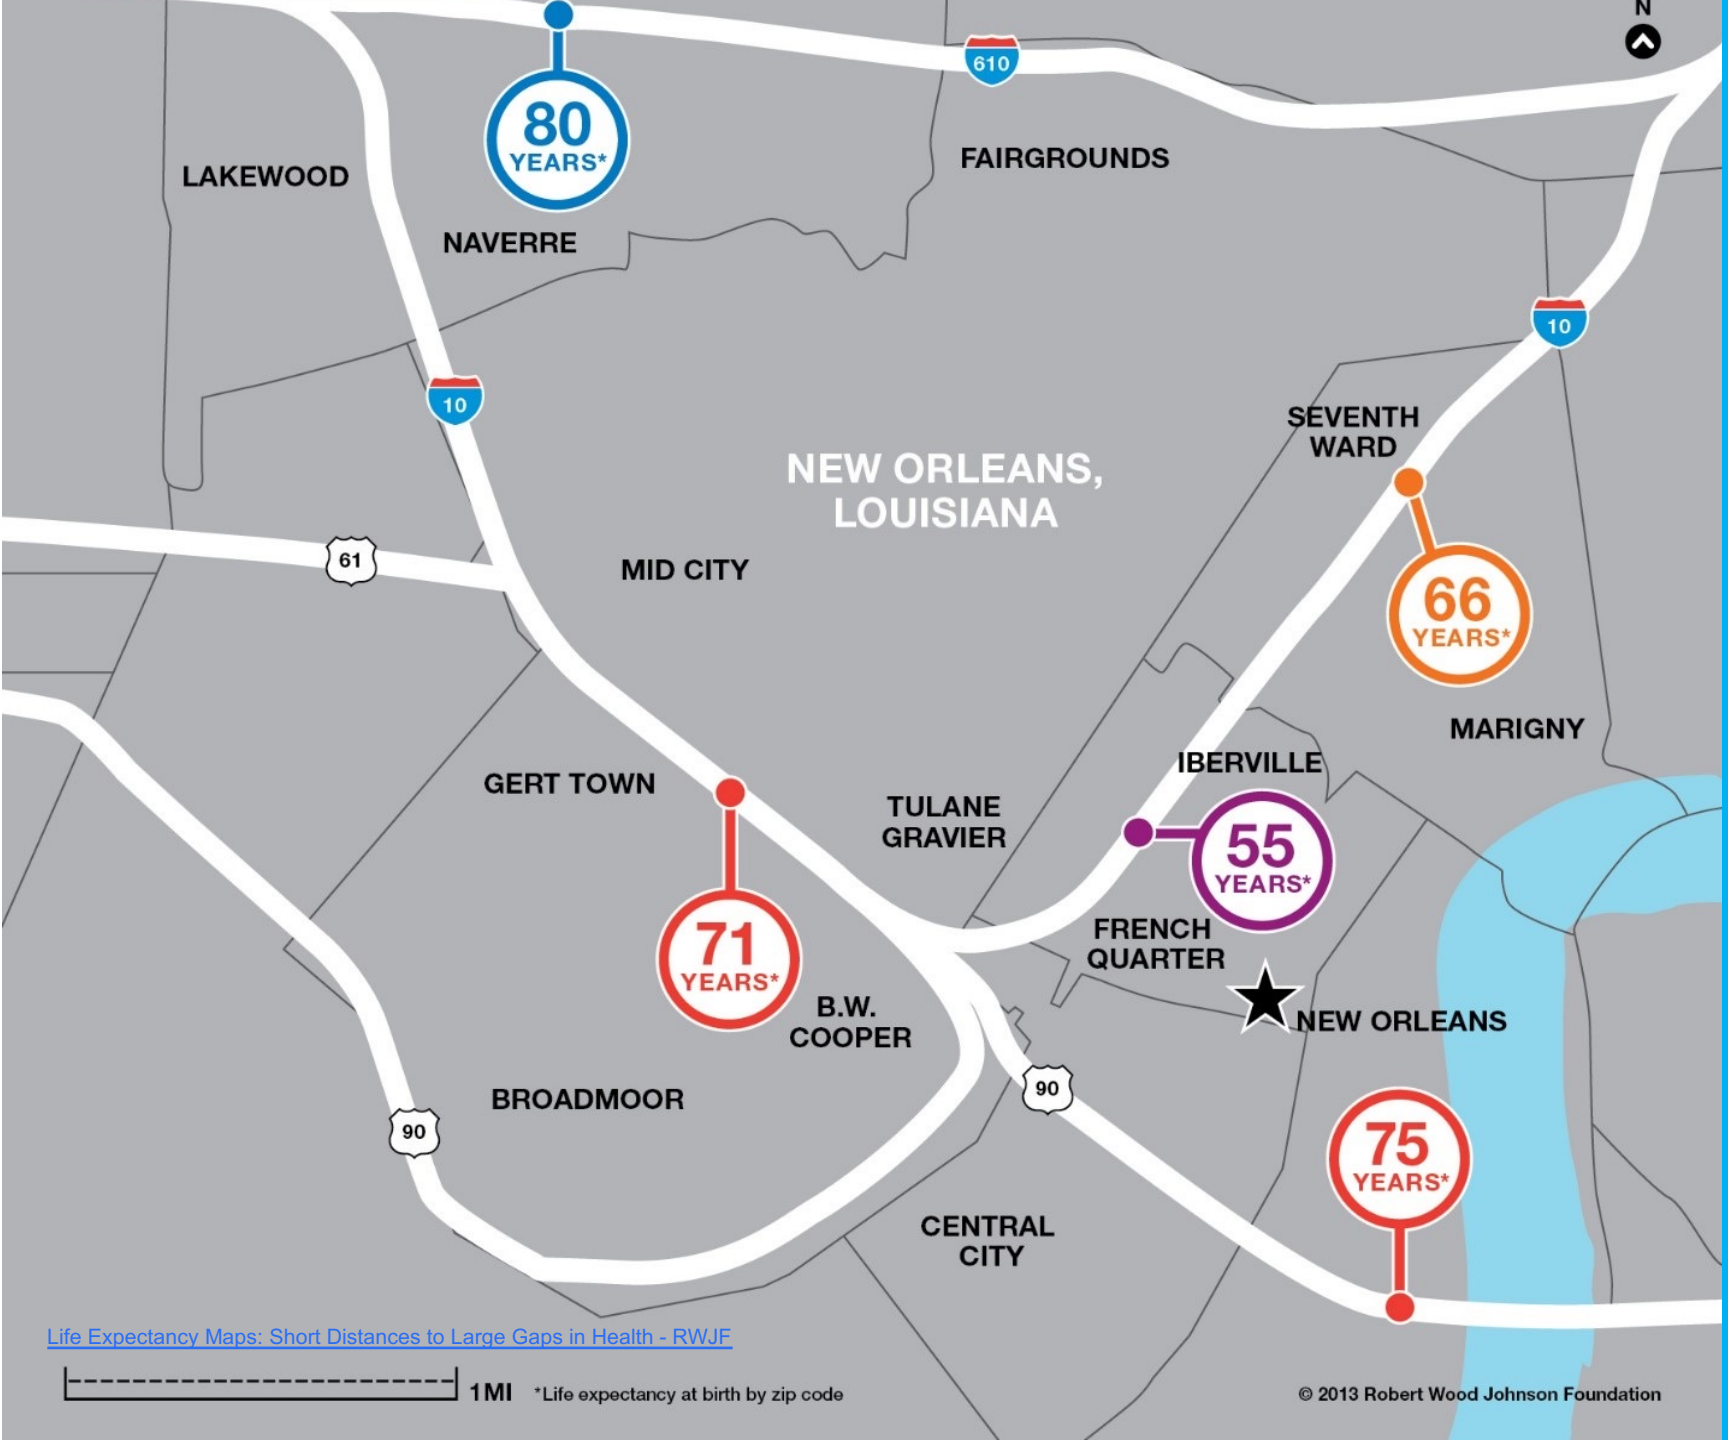 N
610
80
YEARS*
FAIRGROUNDS
LAKEWOOD
NAVERRE
10
10
SEVENTH
WARD
NEW ORLEANS,
LOUISIANA
61
MID CITY
66
YEARS*
MARIGNY
IBERVILLE
GERT TOWN
TULANE
GRAVIER
55
YEARS*
FRENCH
QUARTER
71
YEARS*
B.W.
COOPER
NEW ORLEANS
90
BROADMOOR
90
75
YEARS*
CENTRAL
CITY
Life Expectancy Maps: Short Distances to Large Gaps in Health - RWJF
1 MI
*Life expectancy at birth by zip code
© 2013 Robert Wood Johnson Foundation